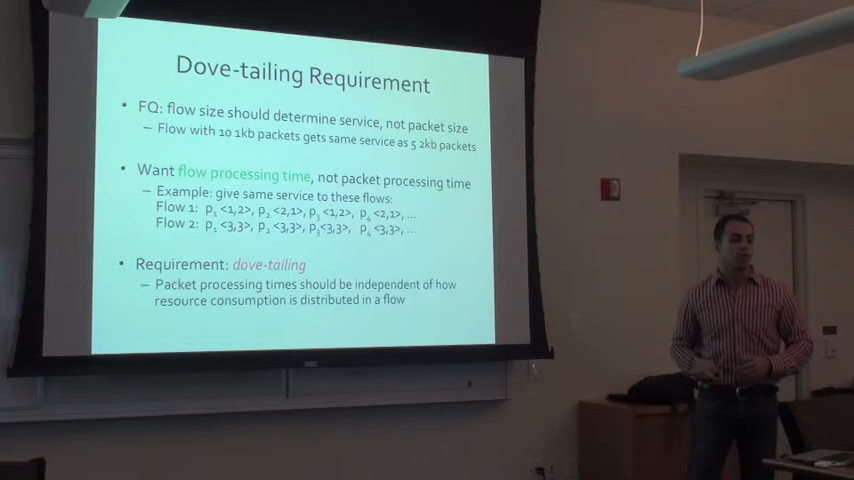 Dove-tailing Requirement
• FQ: flow size should determine service, not packet size
– Flow with 10 1kb packets gets same service as 5 2kb packets
• Want flow processing time, not packet processing time
– Example: give same service to these flows:
Flow 1: p₁ <1,2>, p₂ <2,1>, p₃ <1,2>, p₄ <2,1>, ...
Flow 2: p₁ <3,3>, p₂ <3,3>, p₃<3,3>, p₄ <3,3>, ...
• Requirement: dove-tailing
– Packet processing times should be independent of how
resource consumption is distributed in a flow